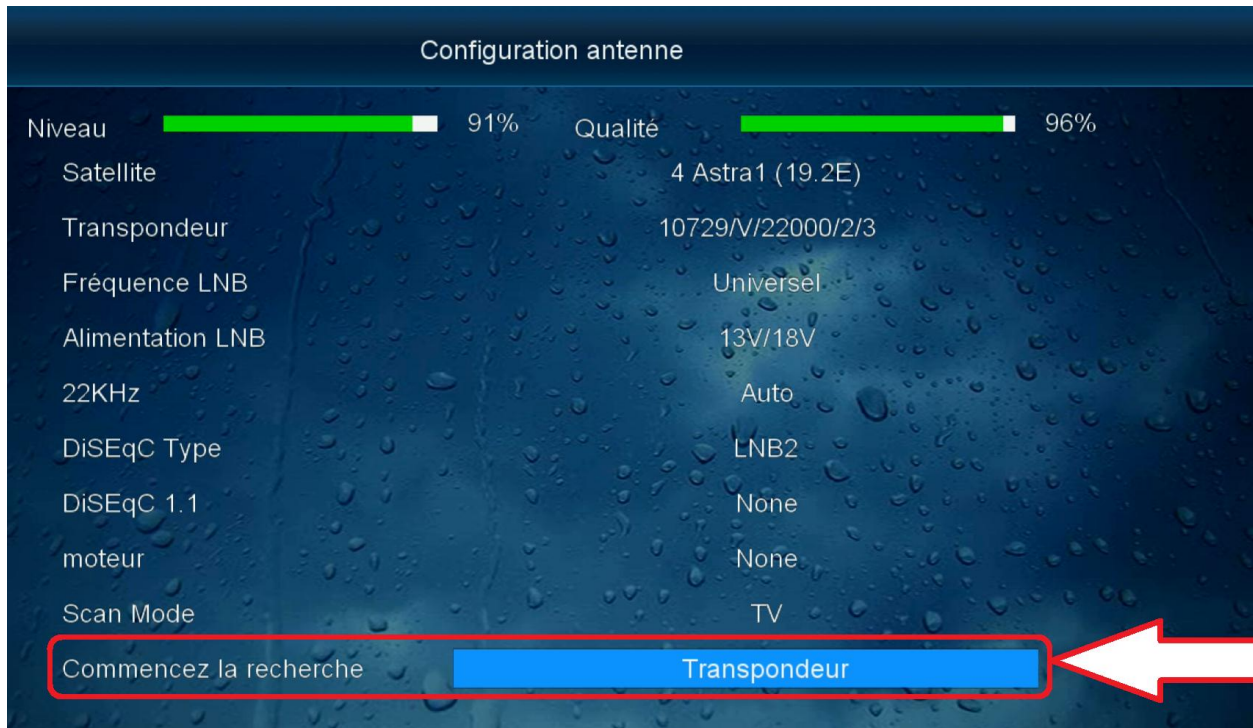 Configuration antenne
Niveau 91% Qualité 96%
Satellite 4 Astra1 (19.2E)
Transpondeur 10729/V/22000/2/3
Fréquence LNB Universel
Alimentation LNB 13V/18V
22KHz Auto
DiSEqC Type LNB2
DiSEqC 1.1 None
moteur None
Scan Mode TV
Commencez la recherche Transpondeur